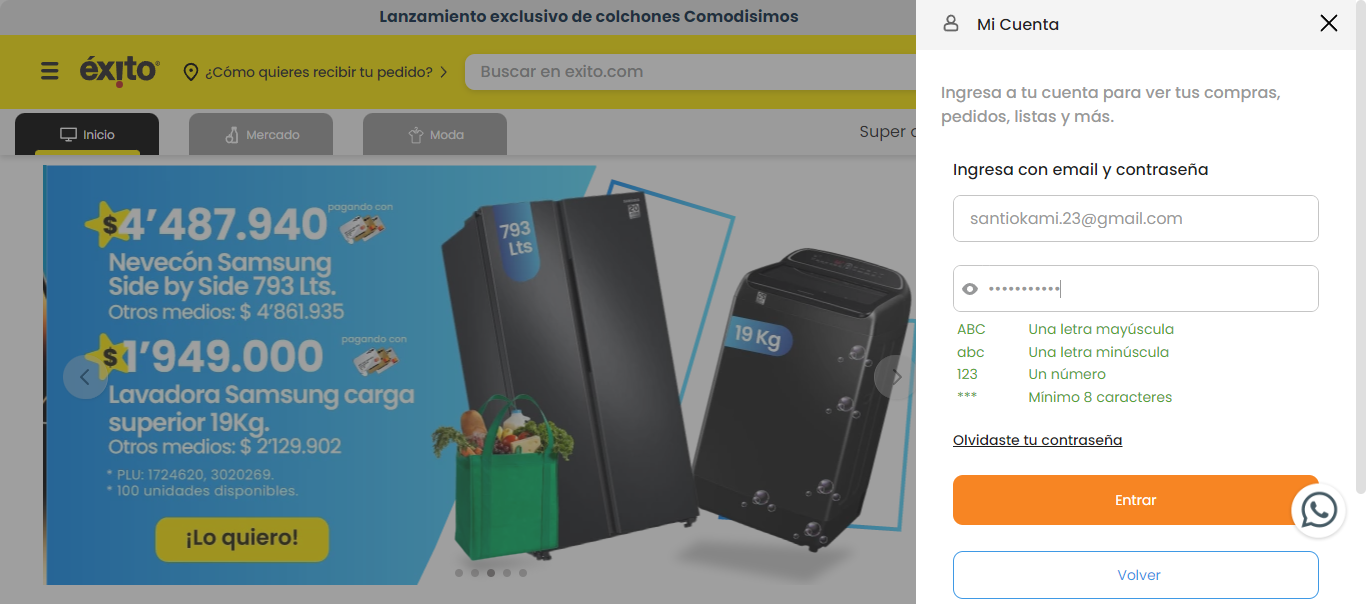 Lanzamiento exclusivo de colchones Comodisimos
éxito
¿Cómo quieres recibir tu pedido?
Buscar en exito.com
Inicio
Mercado
Moda
Super
$4'487.940
pagando con
Nevecón Samsung
Side by Side 793 Lts.
Otros medios: $ 4'861.935
$1'949.000
pagando con
Lavadora Samsung carga
superior 19Kg.
Otros medios: $ 2'129.902
* PLU: 1724620, 3020269.
* 100 unidades disponibles.
¡Lo quiero!
793
Lts
19 Kg
Mi Cuenta
Ingresa a tu cuenta para ver tus compras,
pedidos, listas y más.
Ingresa con email y contraseña
santiokami.23@gmail.com
•••••••••••
ABC Una letra mayúscula
abc Una letra minúscula
123 Un número
*** Mínimo 8 caracteres
Olvidaste tu contraseña
Entrar
Volver